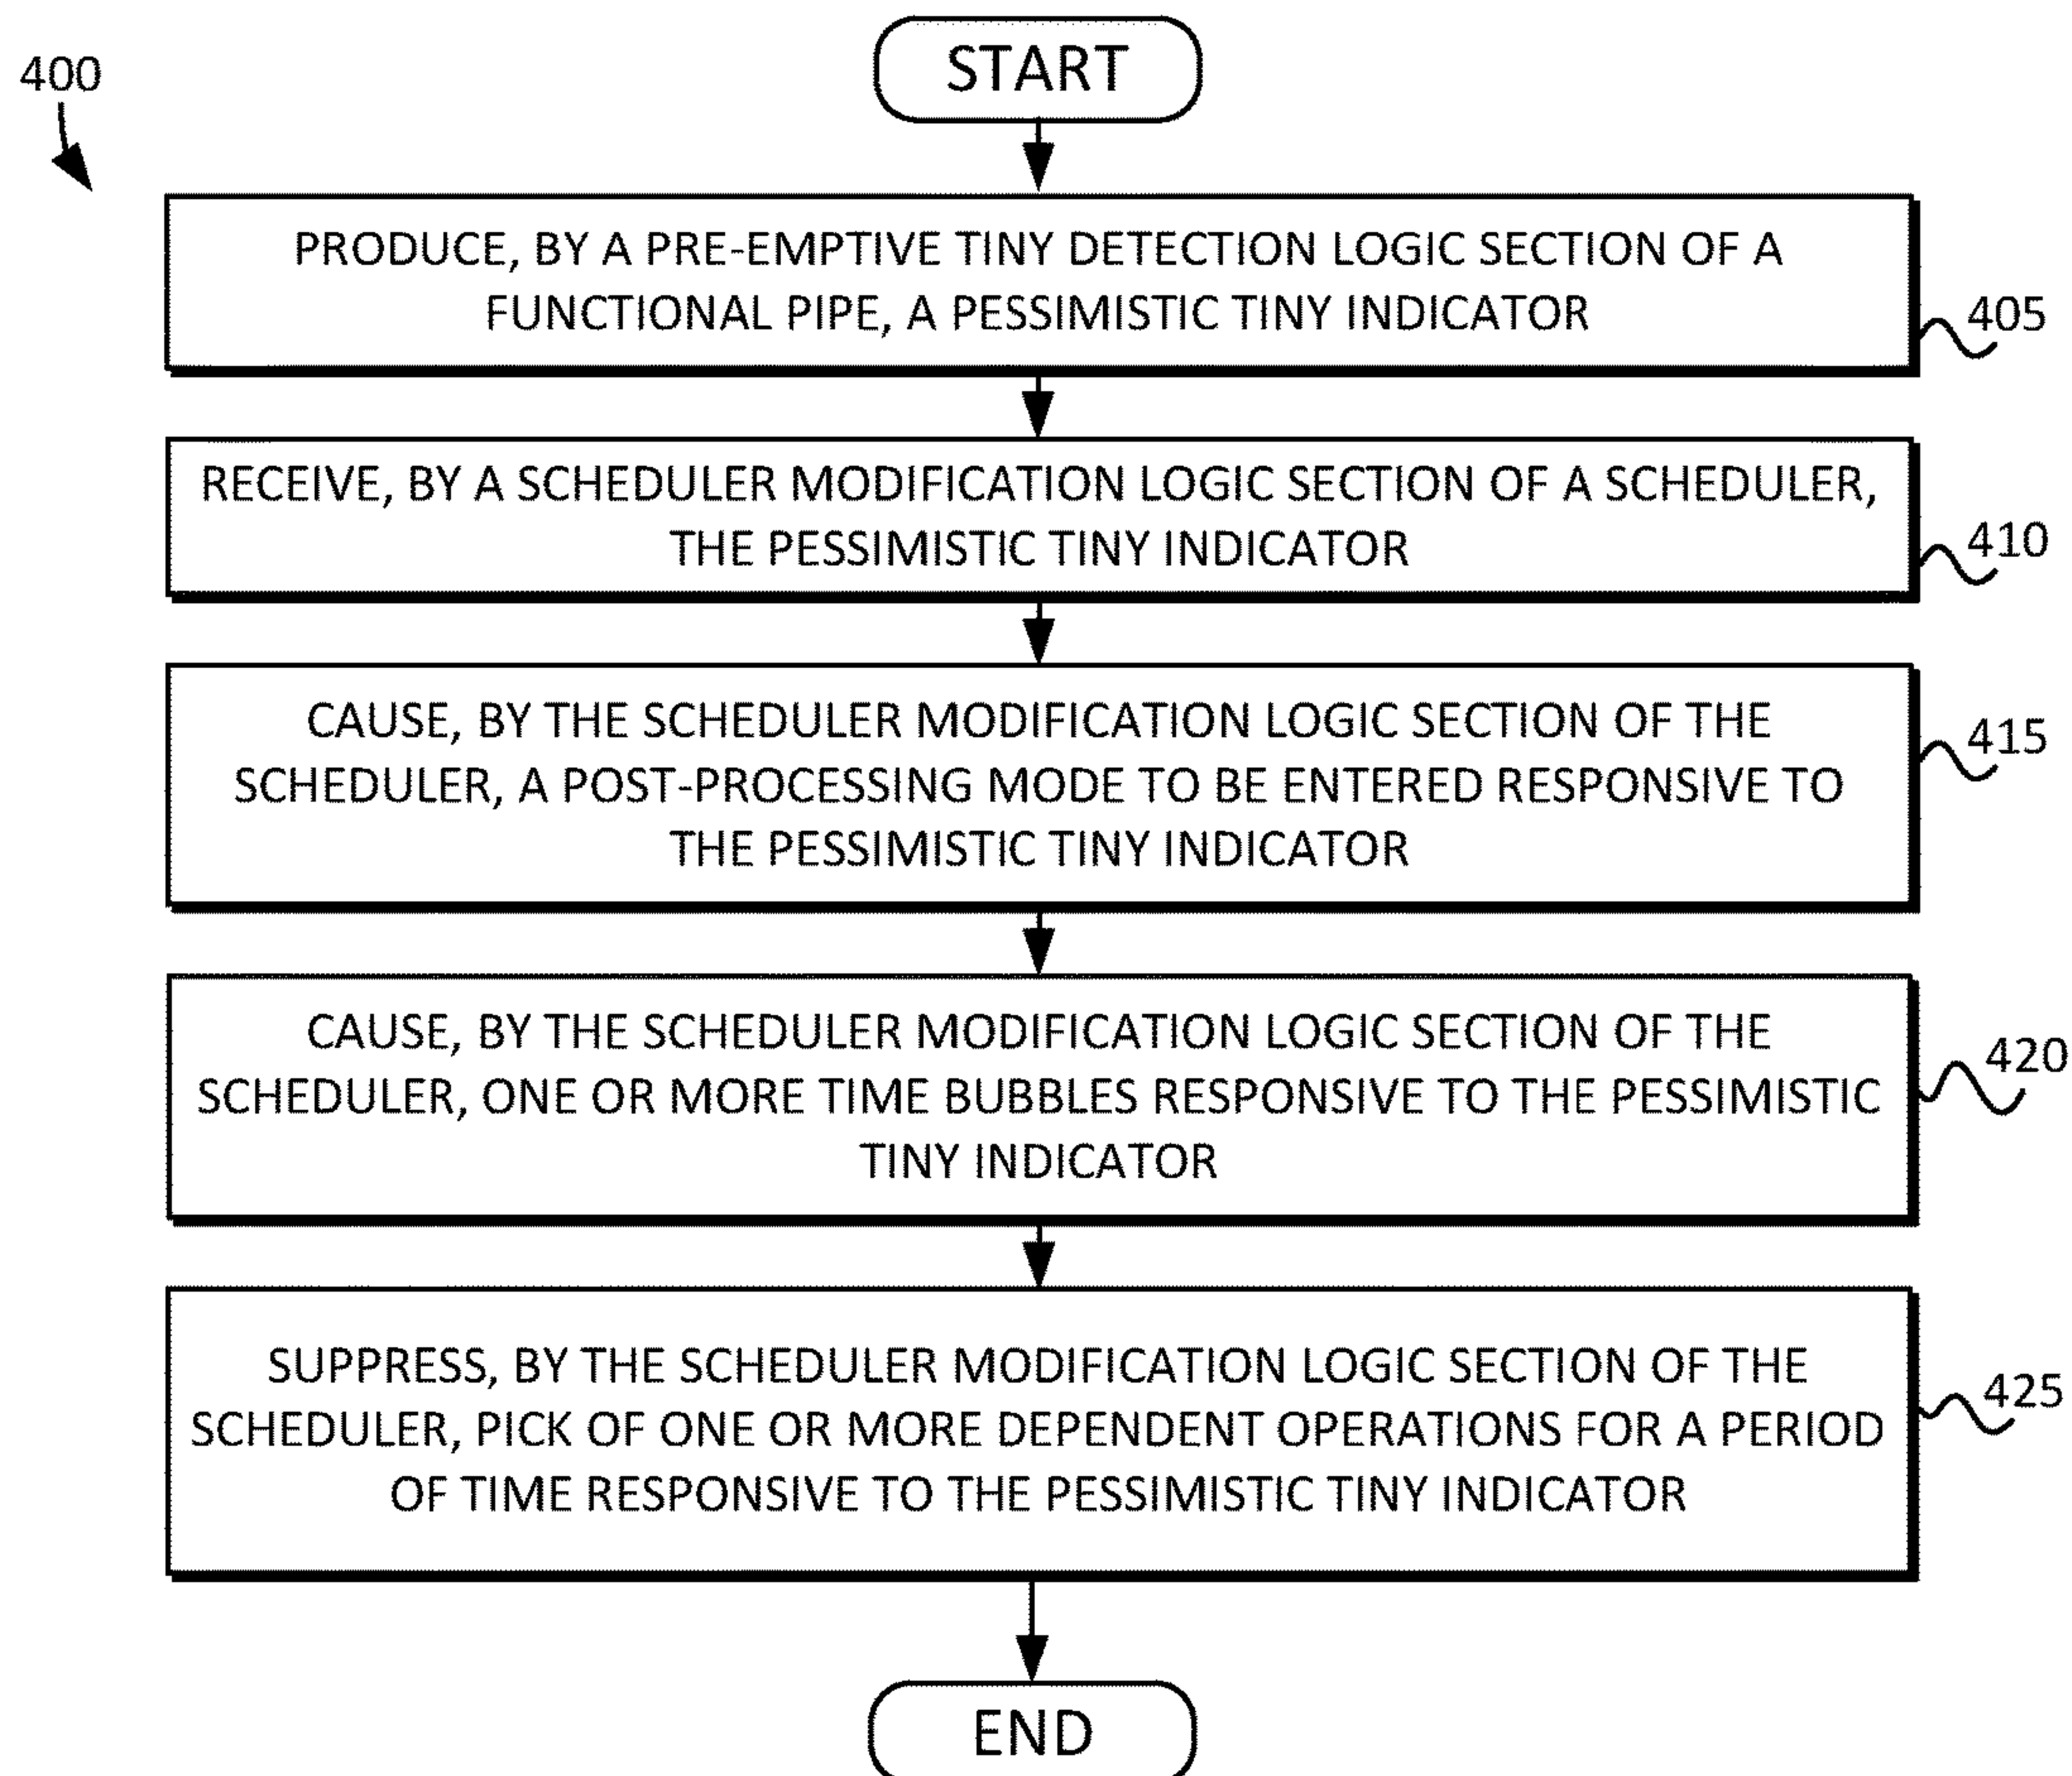 START
400
PRODUCE, BY A PRE-EMPTIVE TINY DETECTION LOGIC SECTION OF A
FUNCTIONAL PIPE, A PESSIMISTIC TINY INDICATOR
405
RECEIVE, BY A SCHEDULER MODIFICATION LOGIC SECTION OF A SCHEDULER,
THE PESSIMISTIC TINY INDICATOR
410
CAUSE, BY THE SCHEDULER MODIFICATION LOGIC SECTION OF THE
SCHEDULER, A POST-PROCESSING MODE TO BE ENTERED RESPONSIVE TO
THE PESSIMISTIC TINY INDICATOR
415
CAUSE, BY THE SCHEDULER MODIFICATION LOGIC SECTION OF THE
SCHEDULER, ONE OR MORE TIME BUBBLES RESPONSIVE TO THE PESSIMISTIC
TINY INDICATOR
420
SUPPRESS, BY THE SCHEDULER MODIFICATION LOGIC SECTION OF THE
SCHEDULER, PICK OF ONE OR MORE DEPENDENT OPERATIONS FOR A PERIOD
OF TIME RESPONSIVE TO THE PESSIMISTIC TINY INDICATOR
425
END